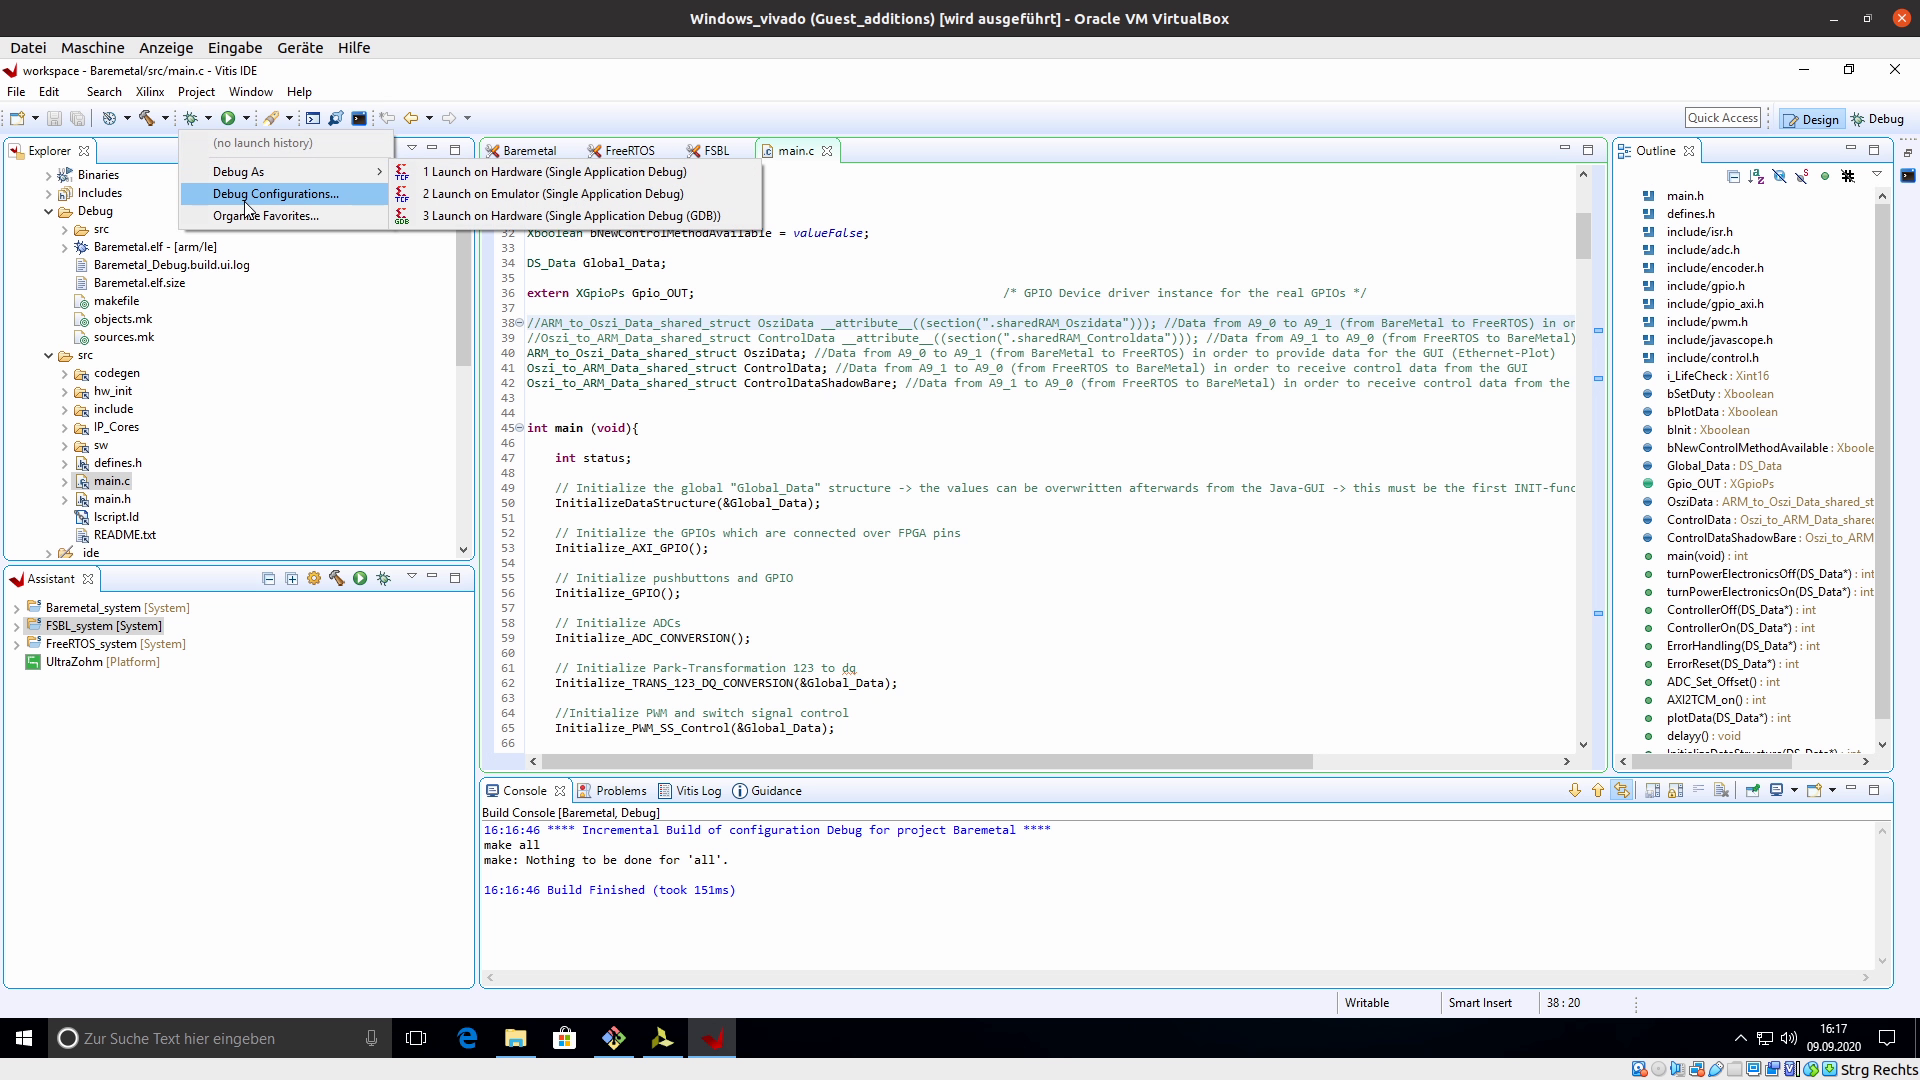 Windows_vivado (Guest_additions) [wird ausgeführt] - Oracle VM VirtualBox
Datei Maschine Anzeige Eingabe Geräte Hilfe
workspace - Baremetal/src/main.c - Vitis IDE
File Edit Search Xilinx Project Window Help
Quick Access
Design
Debug
(no launch history)
Debug As
Debug Configurations...
Organize Favorites...
1 Launch on Hardware (Single Application Debug)
2 Launch on Emulator (Single Application Debug)
3 Launch on Hardware (Single Application Debug (GDB))
Explorer
Binaries
Includes
Debug
src
Baremetal.elf - [arm/le]
Baremetal_Debug.build.ui.log
Baremetal.elf.size
makefile
objects.mk
sources.mk
src
codegen
hw_init
include
IP_Cores
sw
defines.h
main.c
main.h
lscript.ld
README.txt
ide
Assistant
Baremetal_system [System]
FSBL_system [System]
FreeRTOS_system [System]
UltraZohm [Platform]
Baremetal
FreeRTOS
FSBL
main.c
32 Xboolean bNewControlMethodAvailable = valueFalse;
33
34 DS_Data Global_Data;
35
36 extern XGpioPs Gpio_OUT; /* GPIO Device driver instance for the real GPIOs */
37
38 //ARM_to_Oszi_Data_shared_struct OsziData __attribute__((section(".sharedRAM_Oszidata"))); //Data from A9_0 to A9_1 (from BareMetal to FreeRTOS) in or
39 //Oszi_to_ARM_Data_shared_struct ControlData __attribute__((section(".sharedRAM_Controldata"))); //Data from A9_1 to A9_0 (from FreeRTOS to BareMetal)
40 ARM_to_Oszi_Data_shared_struct OsziData; //Data from A9_0 to A9_1 (from BareMetal to FreeRTOS) in order to provide data for the GUI (Ethernet-Plot)
41 Oszi_to_ARM_Data_shared_struct ControlData; //Data from A9_1 to A9_0 (from FreeRTOS to BareMetal) in order to receive control data from the GUI
42 Oszi_to_ARM_Data_shared_struct ControlDataShadowBare; //Data from A9_1 to A9_0 (from FreeRTOS to BareMetal) in order to receive control data from the
43
44
45 int main (void){
46
47 int status;
48
49 // Initialize the global "Global_Data" structure -> the values can be overwritten afterwards from the Java-GUI -> this must be the first INIT-func
50 InitializeDataStructure(&Global_Data);
51
52 // Initialize the GPIOs which are connected over FPGA pins
53 Initialize_AXI_GPIO();
54
55 // Initialize pushbuttons and GPIO
56 Initialize_GPIO();
57
58 // Initialize ADCs
59 Initialize_ADC_CONVERSION();
60
61 // Initialize Park-Transformation 123 to dq
62 Initialize_TRANS_123_DQ_CONVERSION(&Global_Data);
63
64 //Initialize PWM and switch signal control
65 Initialize_PWM_SS_Control(&Global_Data);
66
Outline
main.h
defines.h
include/isr.h
include/adc.h
include/encoder.h
include/gpio.h
include/gpio_axi.h
include/pwm.h
include/javascope.h
include/control.h
i_LifeCheck : Xint16
bSetDuty : Xboolean
bPlotData : Xboolean
bInit : Xboolean
bNewControlMethodAvailable : Xboole
Global_Data : DS_Data
Gpio_OUT : XGpioPs
OsziData : ARM_to_Oszi_Data_shared_st
ControlData : Oszi_to_ARM_Data_shared
ControlDataShadowBare : Oszi_to_ARM
main(void) : int
turnPowerElectronicsOff(DS_Data*) : int
turnPowerElectronicsOn(DS_Data*) : int
ControllerOff(DS_Data*) : int
ControllerOn(DS_Data*) : int
ErrorHandling(DS_Data*) : int
ErrorReset(DS_Data*) : int
ADC_Set_Offset() : int
AXI2TCM_on() : int
plotData(DS_Data*) : int
delayy() : void
InitializeDataStructure(DS_Data*) : int
Console
Problems
Vitis Log
Guidance
Build Console [Baremetal, Debug]
16:16:46 **** Incremental Build of configuration Debug for project Baremetal ****
make all
make: Nothing to be done for 'all'.
16:16:46 Build Finished (took 151ms)
Writable
Smart Insert
38 : 20
Zur Suche Text hier eingeben
16:17
09.09.2020
Strg Rechts